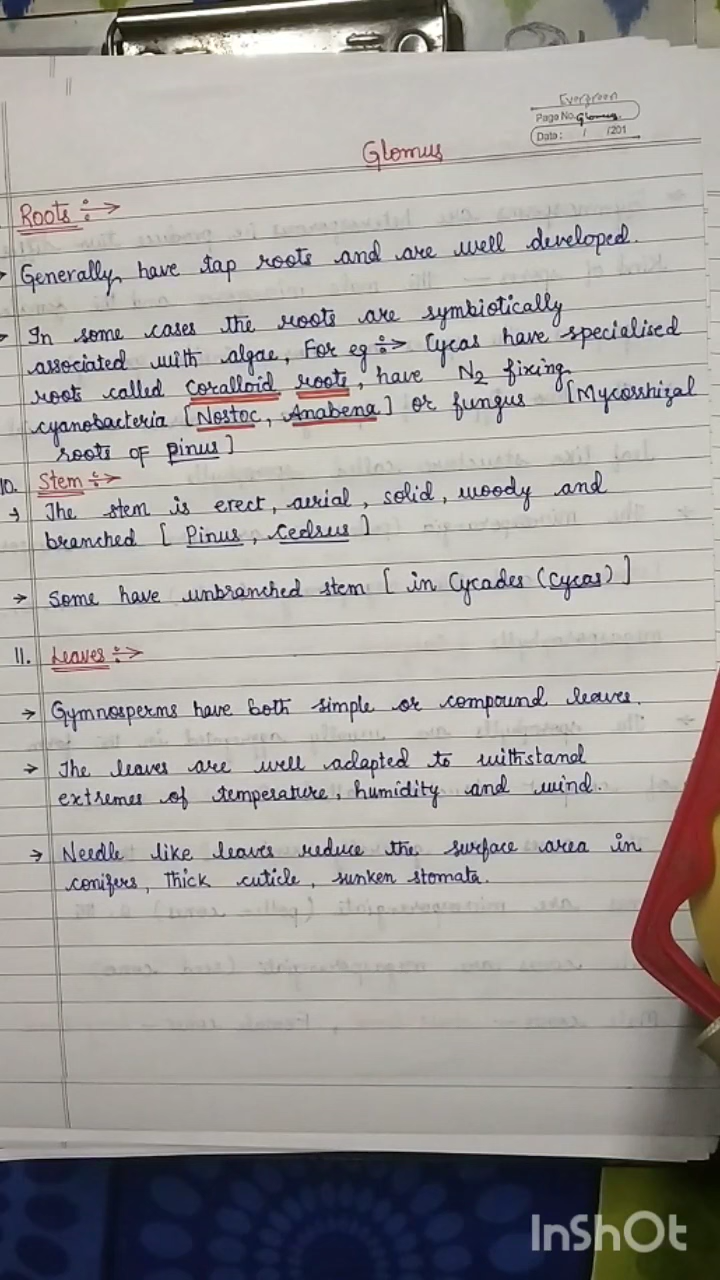 Evergreen
Page No. Glomus.
Date: / /201
Glomus
Roots ÷→
→ Generally, have tap roots and are well developed.
→ In some cases the roots are symbiotically
associated with algae, For eg ÷→ Cycas have specialised
roots called Coralloid roots, have N2 fixing
cyanobacteria [Nostoc, Anabena] or fungus [Mycorrhizal
roots of pinus]
10. Stem ÷→
→ The stem is erect, aerial, solid, woody and
branched [Pinus, Cedrus]
→ Some have unbranched stem [in Cycades (Cycas)]
11. Leaves ÷→
→ Gymnosperms have both simple or compound leaves.
→ The leaves are well adapted to withstand
extremes of temperature, humidity and wind.
→ Needle like leaves reduce the surface area in
conifers, Thick cuticle, sunken stomata.
InShOt